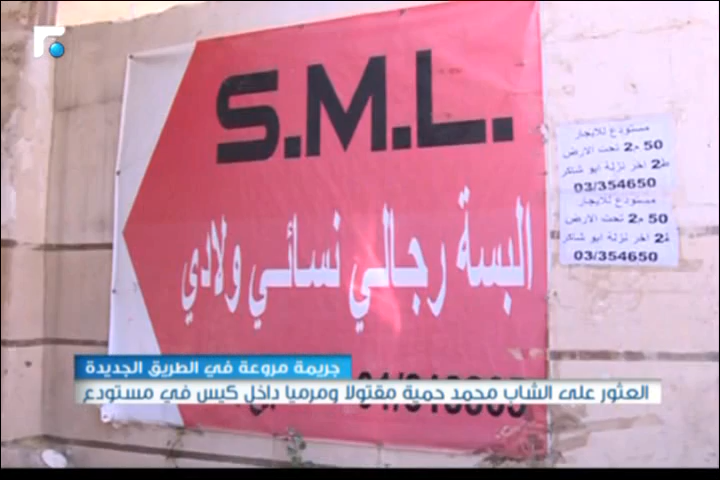 S.M.L.
البسة رجالي نسائي ولادي
مستودع للايجار
50 م2 تحت الارض
ط2 اخر نزلة ابو شاكر
03/354650
مستودع للايجار
50 م2 تحت الارض
ط2 اخر نزلة ابو شاكر
03/354650
جريمة مروعة في الطريق الجديدة
العثور على الشاب محمد حمية مقتولا ومرميا داخل كيس في مستودع